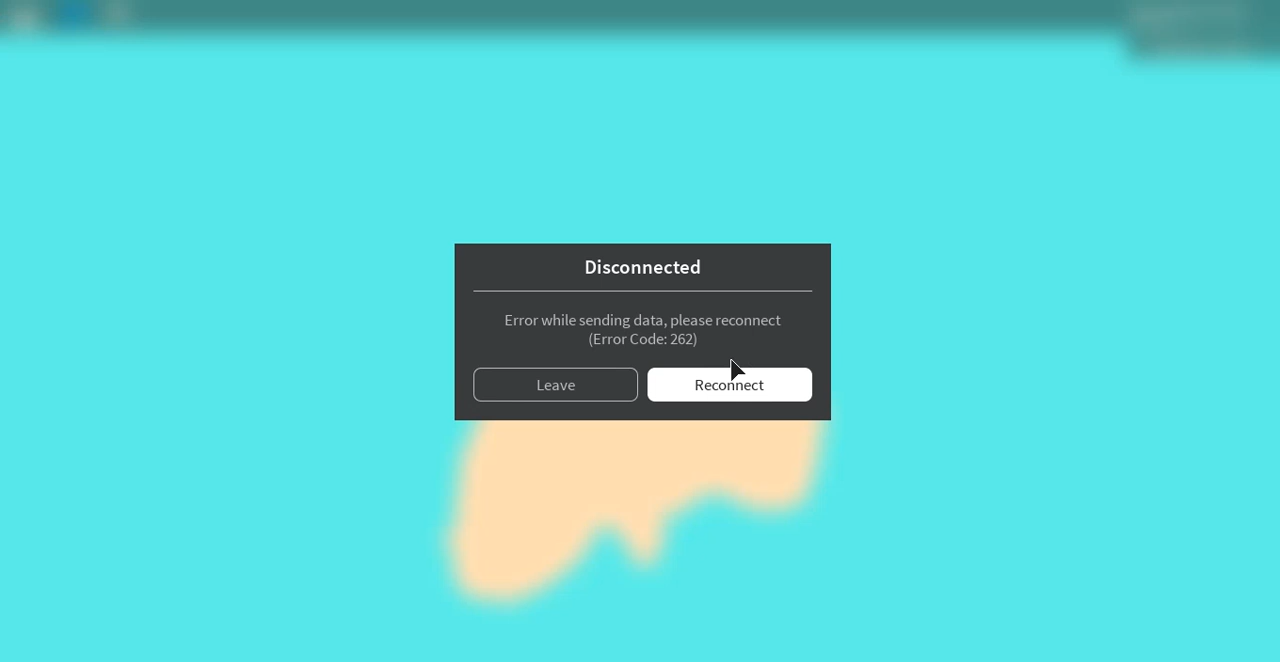 Disconnected
Error while sending data, please reconnect
(Error Code: 262)
Leave
Reconnect